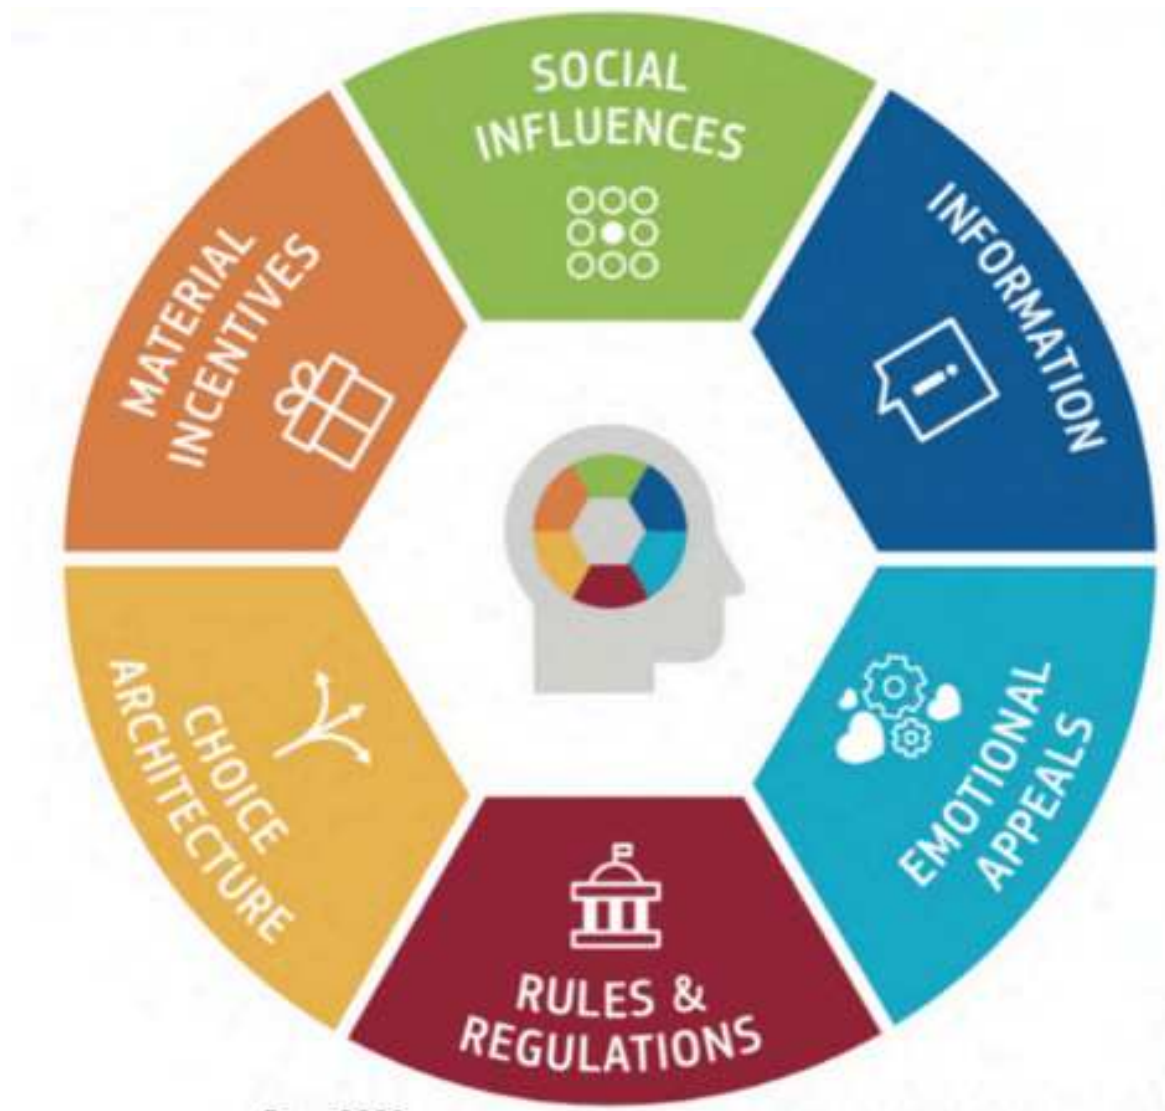 SOCIAL
INFLUENCES
INFORMATION
EMOTIONAL
APPEALS
RULES &
REGULATIONS
CHOICE
ARCHITECTURE
MATERIAL
INCENTIVES
i